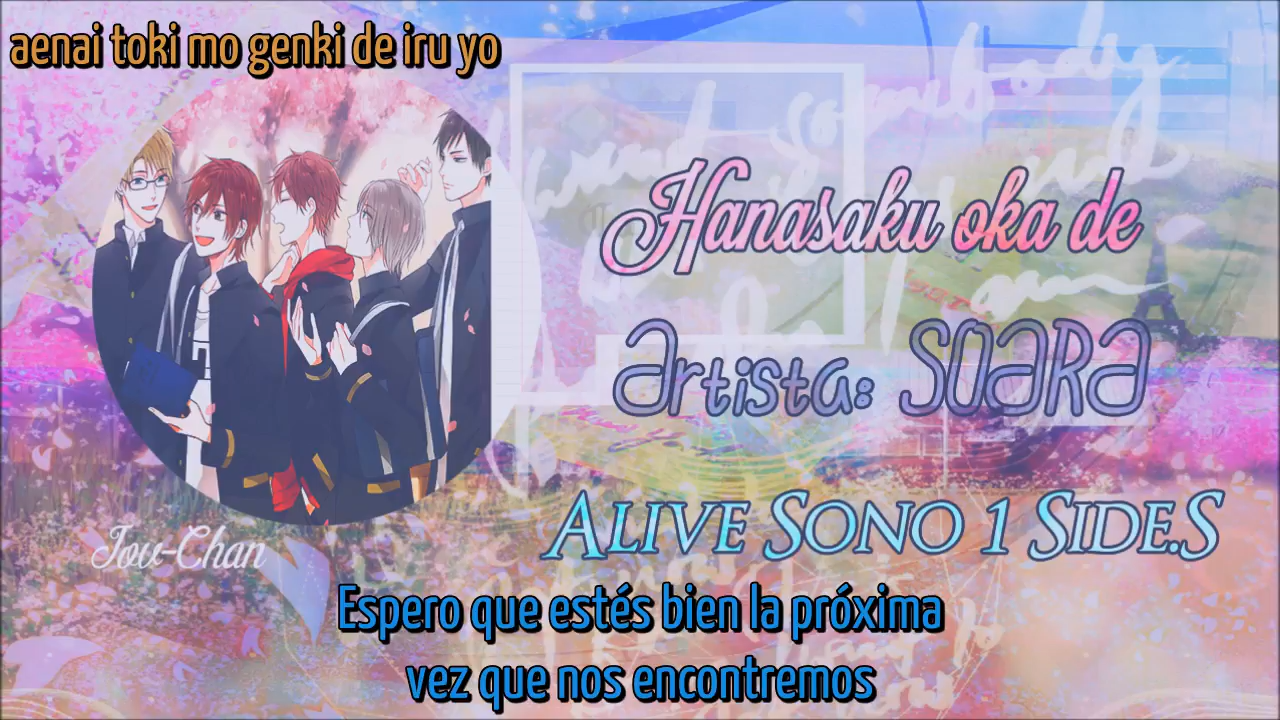 aenai toki mo genki de iru yo
Hanasaku oka de
artista: SOARA
ALIVE SONO 1 SIDE.S
Jou-Chan
Espero que estés bien la próxima
vez que nos encontremos